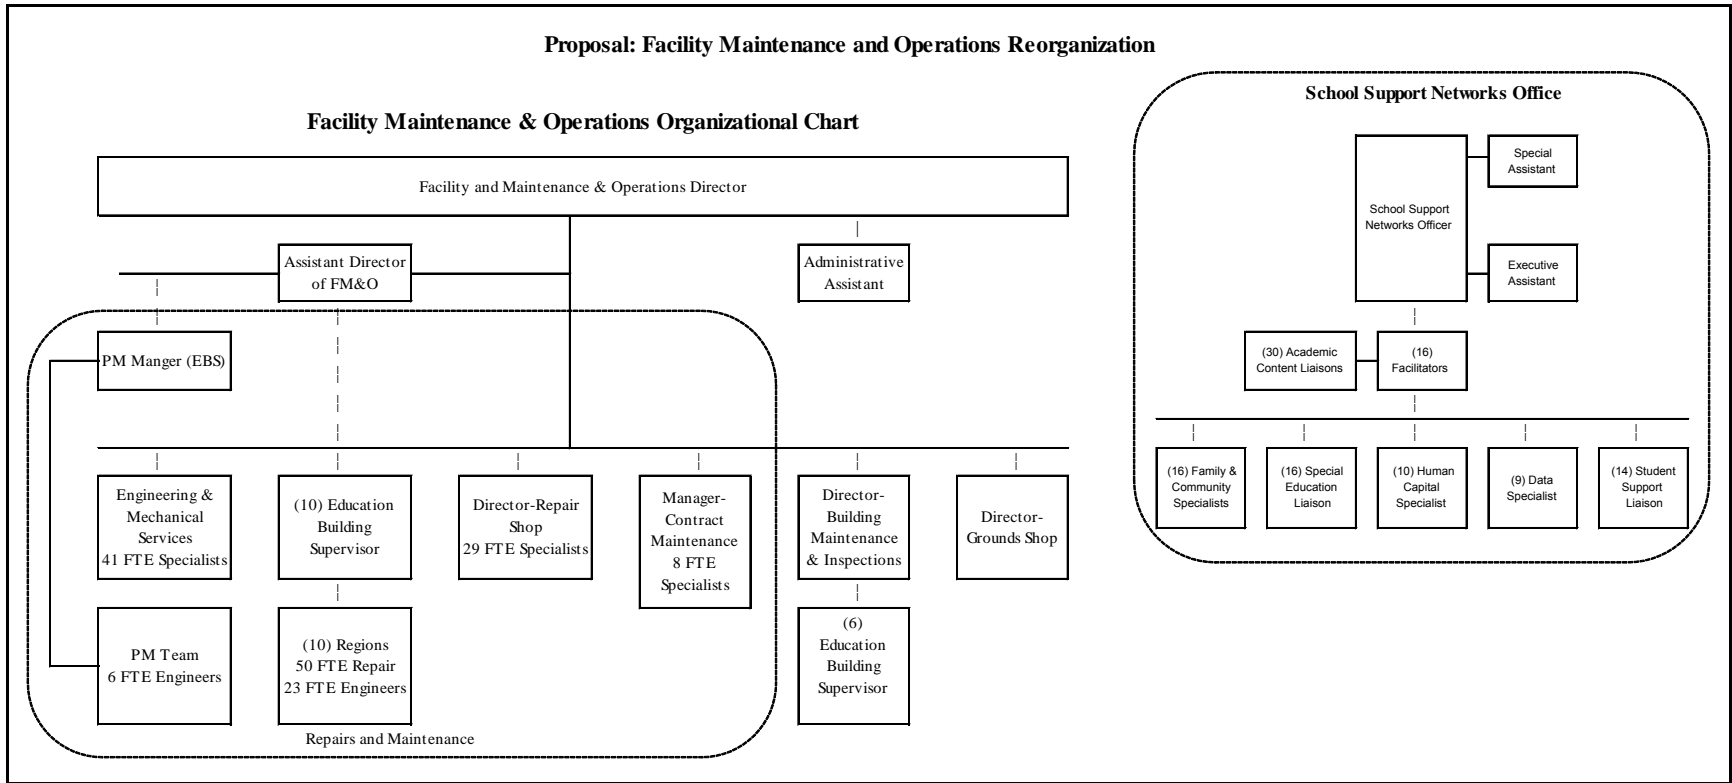 Proposal: Facility Maintenance and Operations Reorganization
Facility Maintenance & Operations Organizational Chart
Facility and Maintenance & Operations Director
Assistant Director
of FM&O
Administrative
Assistant
PM Manger (EBS)
Engineering &
Mechanical
Services
41 FTE Specialists
(10) Education
Building
Supervisor
Director-Repair
Shop
29 FTE Specialists
Manager-
Contract
Maintenance
8 FTE
Specialists
Director-
Building
Maintenance
& Inspections
Director-
Grounds Shop
PM Team
6 FTE Engineers
(10) Regions
50 FTE Repair
23 FTE Engineers
(6)
Education
Building
Supervisor
Repairs and Maintenance
School Support Networks Office
School Support
Networks Officer
Special
Assistant
Executive
Assistant
(30) Academic
Content Liaisons
(16)
Facilitators
(16) Family &
Community
Specialists
(16) Special
Education
Liaison
(10) Human
Capital
Specialist
(9) Data
Specialist
(14) Student
Support
Liaison